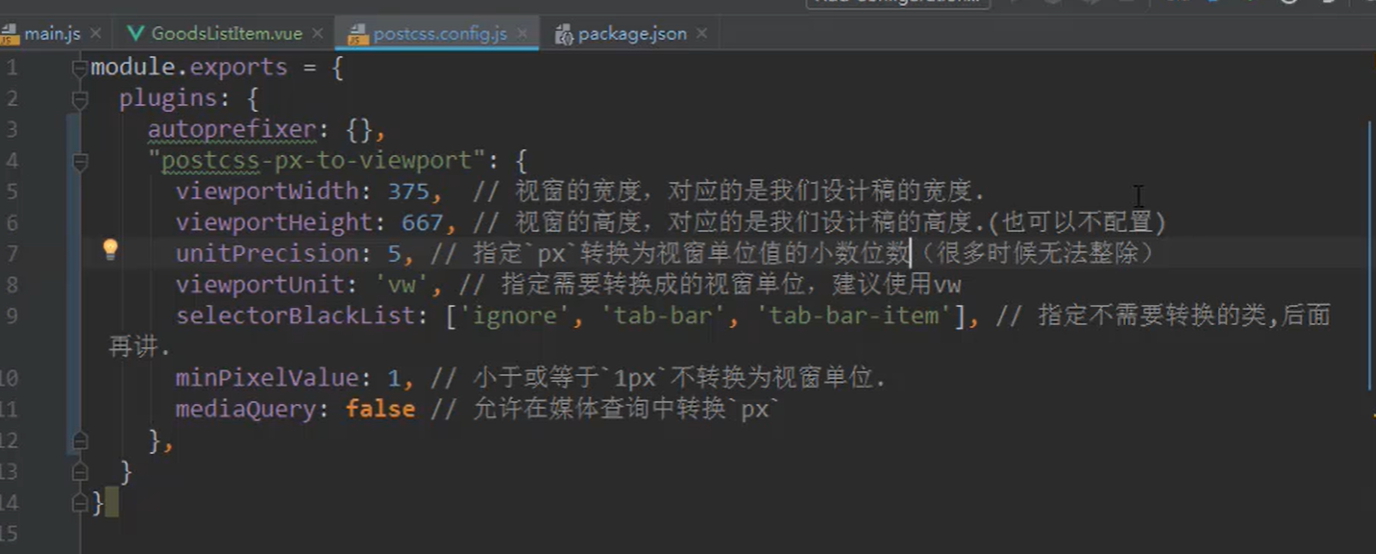 main.js
GoodsListItem.vue
postcss.config.js
package.json
1 module.exports = {
2 plugins: {
3 autoprefixer: {},
4 "postcss-px-to-viewport": {
5 viewportWidth: 375, // 视窗的宽度，对应的是我们设计稿的宽度.
6 viewportHeight: 667, // 视窗的高度，对应的是我们设计稿的高度.(也可以不配置)
7 unitPrecision: 5, // 指定`px`转换为视窗单位值的小数位数（很多时候无法整除）
8 viewportUnit: 'vw', // 指定需要转换成的视窗单位，建议使用vw
9 selectorBlackList: ['ignore', 'tab-bar', 'tab-bar-item'], // 指定不需要转换的类,后面
再讲.
10 minPixelValue: 1, // 小于或等于`1px`不转换为视窗单位.
11 mediaQuery: false // 允许在媒体查询中转换`px`
12 },
13 }
14 }
15